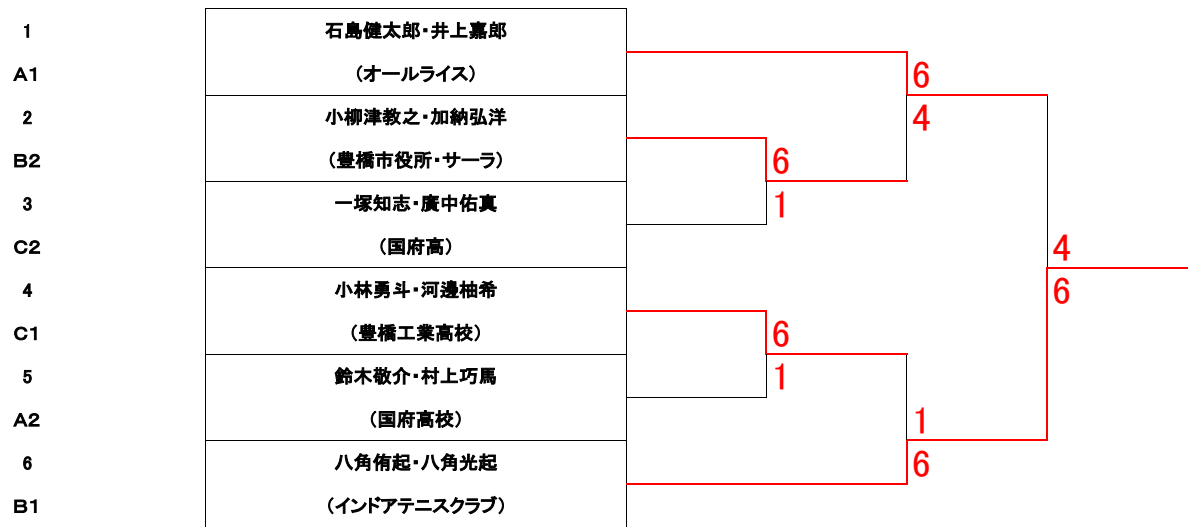 1 石島健太郎・井上嘉郎
A1 (オールライス) 6
2 小柳津教之・加納弘洋 4
B2 (豊橋市役所・サーラ) 6
3 一塚知志・廣中佑真 1
C2 (国府高) 4
4 小林勇斗・河邊柚希 6
C1 (豊橋工業高校) 6
5 鈴木敬介・村上巧馬 1
A2 (国府高校) 1
6 八角侑起・八角光起 6
B1 (インドアテニスクラブ)